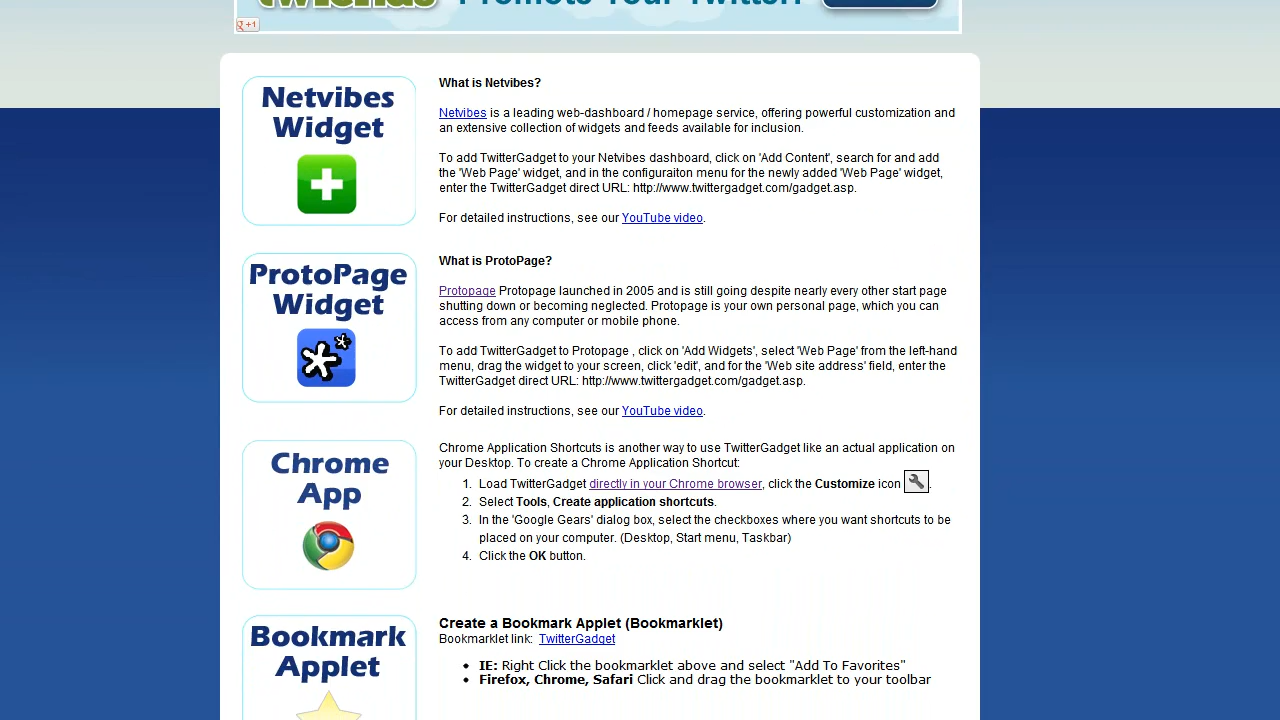 twiends Promote Your Twitter!
+1
Netvibes
Widget
What is Netvibes?
Netvibes is a leading web-dashboard / homepage service, offering powerful customization and
an extensive collection of widgets and feeds available for inclusion.
To add TwitterGadget to your Netvibes dashboard, click on 'Add Content', search for and add
the 'Web Page' widget, and in the configuraiton menu for the newly added 'Web Page' widget,
enter the TwitterGadget direct URL: http://www.twittergadget.com/gadget.asp.
For detailed instructions, see our YouTube video.
ProtoPage
Widget
What is ProtoPage?
Protopage Protopage launched in 2005 and is still going despite nearly every other start page
shutting down or becoming neglected. Protopage is your own personal page, which you can
access from any computer or mobile phone.
To add TwitterGadget to Protopage , click on 'Add Widgets', select 'Web Page' from the left-hand
menu, drag the widget to your screen, click 'edit', and for the 'Web site address' field, enter the
TwitterGadget direct URL: http://www.twittergadget.com/gadget.asp.
For detailed instructions, see our YouTube video.
Chrome
App
Chrome Application Shortcuts is another way to use TwitterGadget like an actual application on
your Desktop. To create a Chrome Application Shortcut:
1. Load TwitterGadget directly in your Chrome browser, click the Customize icon .
2. Select Tools, Create application shortcuts.
3. In the 'Google Gears' dialog box, select the checkboxes where you want shortcuts to be
placed on your computer. (Desktop, Start menu, Taskbar)
4. Click the OK button.
Bookmark
Applet
Create a Bookmark Applet (Bookmarklet)
Bookmarklet link: TwitterGadget
• IE: Right Click the bookmarklet above and select "Add To Favorites"
• Firefox, Chrome, Safari Click and drag the bookmarklet to your toolbar